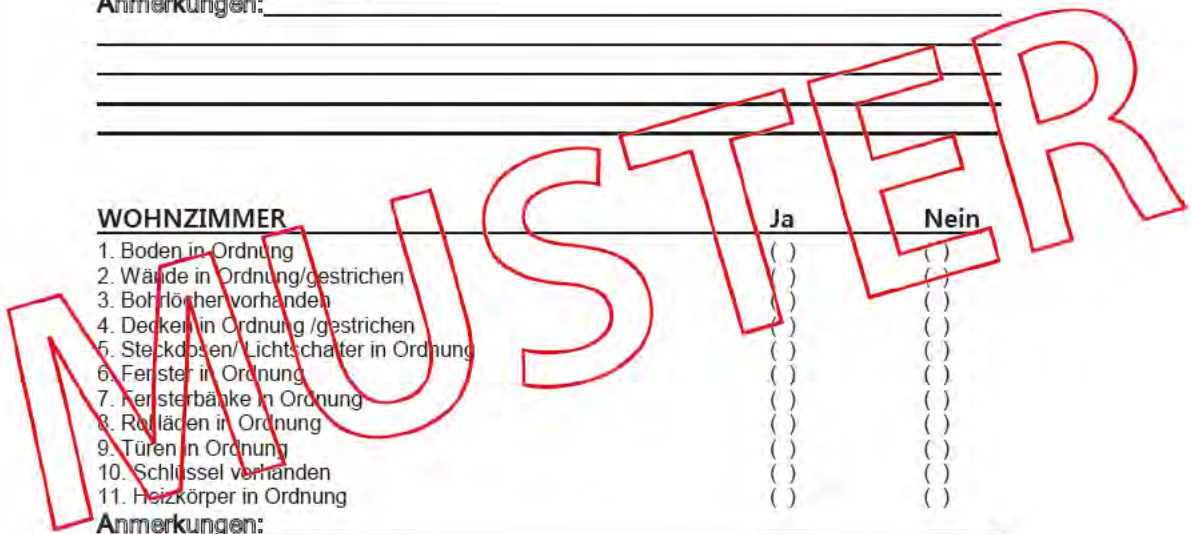 Anmerkungen:
WOHNZIMMER Ja Nein
1. Boden in Ordnung ( ) ( )
2. Wände in Ordnung/gestrichen ( ) ( )
3. Bohrlöcher vorhanden ( ) ( )
4. Decken in Ordnung /gestrichen ( ) ( )
5. Steckdosen/ Lichtschalter in Ordnung ( ) ( )
6. Fenster in Ordnung ( ) ( )
7. Fensterbänke in Ordnung ( ) ( )
8. Rolläden in Ordnung ( ) ( )
9. Türen in Ordnung ( ) ( )
10. Schlüssel vorhanden ( ) ( )
11. Heizkörper in Ordnung ( ) ( )
Anmerkungen:
MUSTER